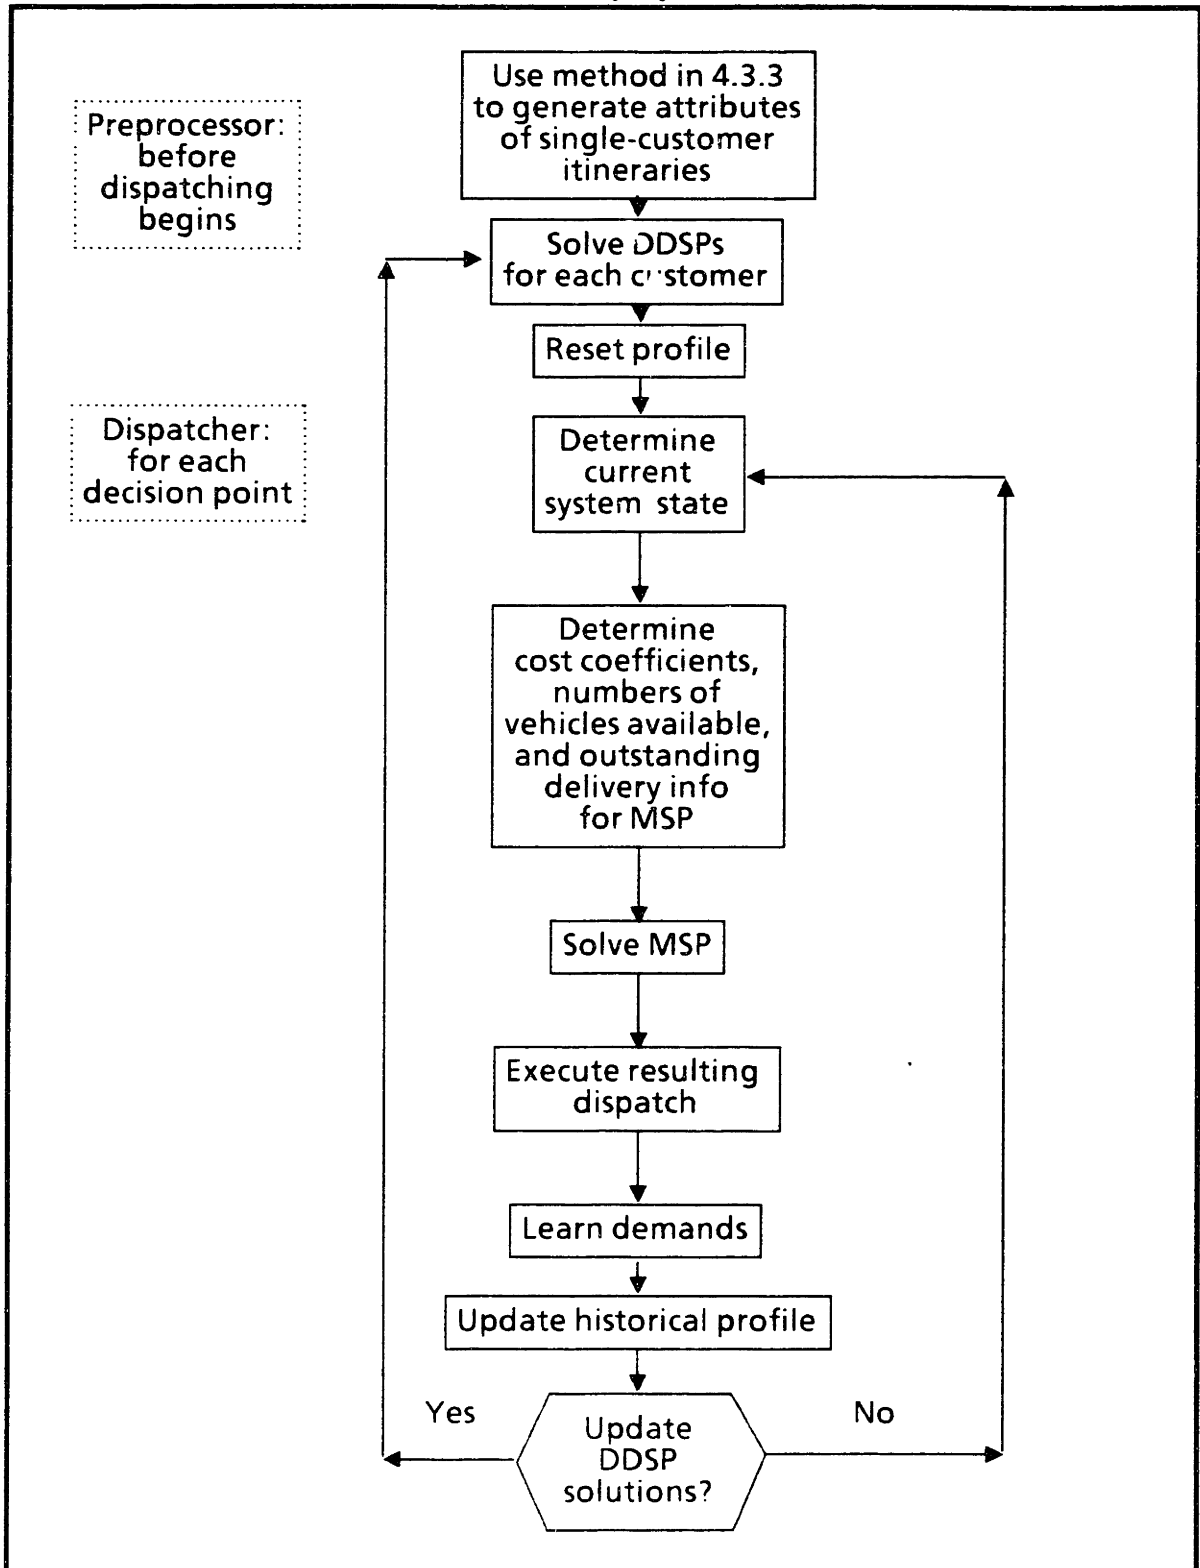 Use method in 4.3.3
to generate attributes
of single-customer
itineraries
Preprocessor:
before
dispatching
begins
Solve DDSPs
for each customer
Reset profile
Dispatcher:
for each
decision point
Determine
current
system state
Determine
cost coefficients,
numbers of
vehicles available,
and outstanding
delivery info
for MSP
Solve MSP
Execute resulting
dispatch
Learn demands
Update historical profile
Yes
Update
DDSP
solutions?
No